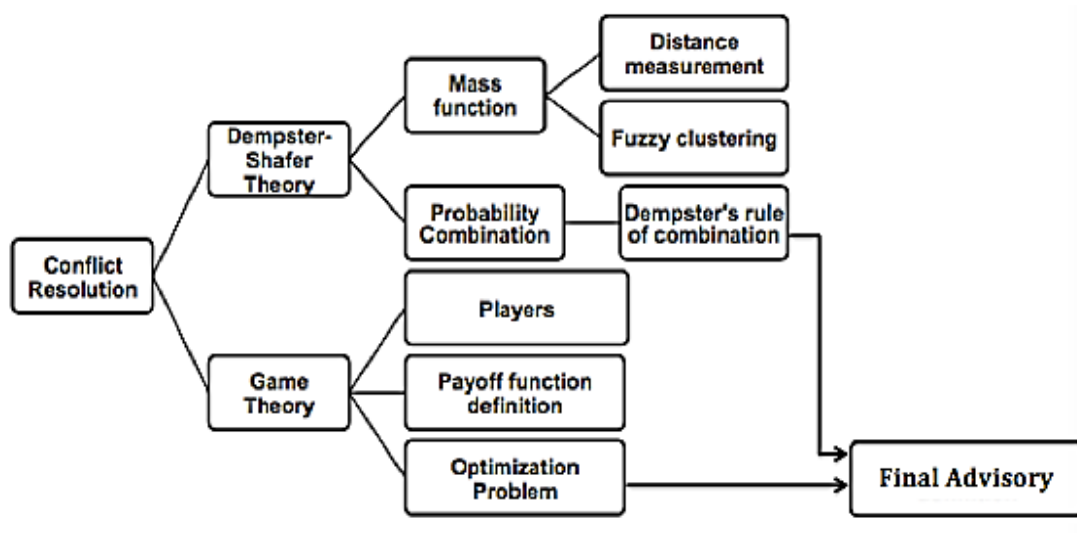 Distance
measurement
Mass
function
Fuzzy clustering
Dempster-
Shafer
Theory
Probability
Combination
Dempster's rule
of combination
Conflict
Resolution
Players
Game
Theory
Payoff function
definition
Optimization
Problem
Final Advisory